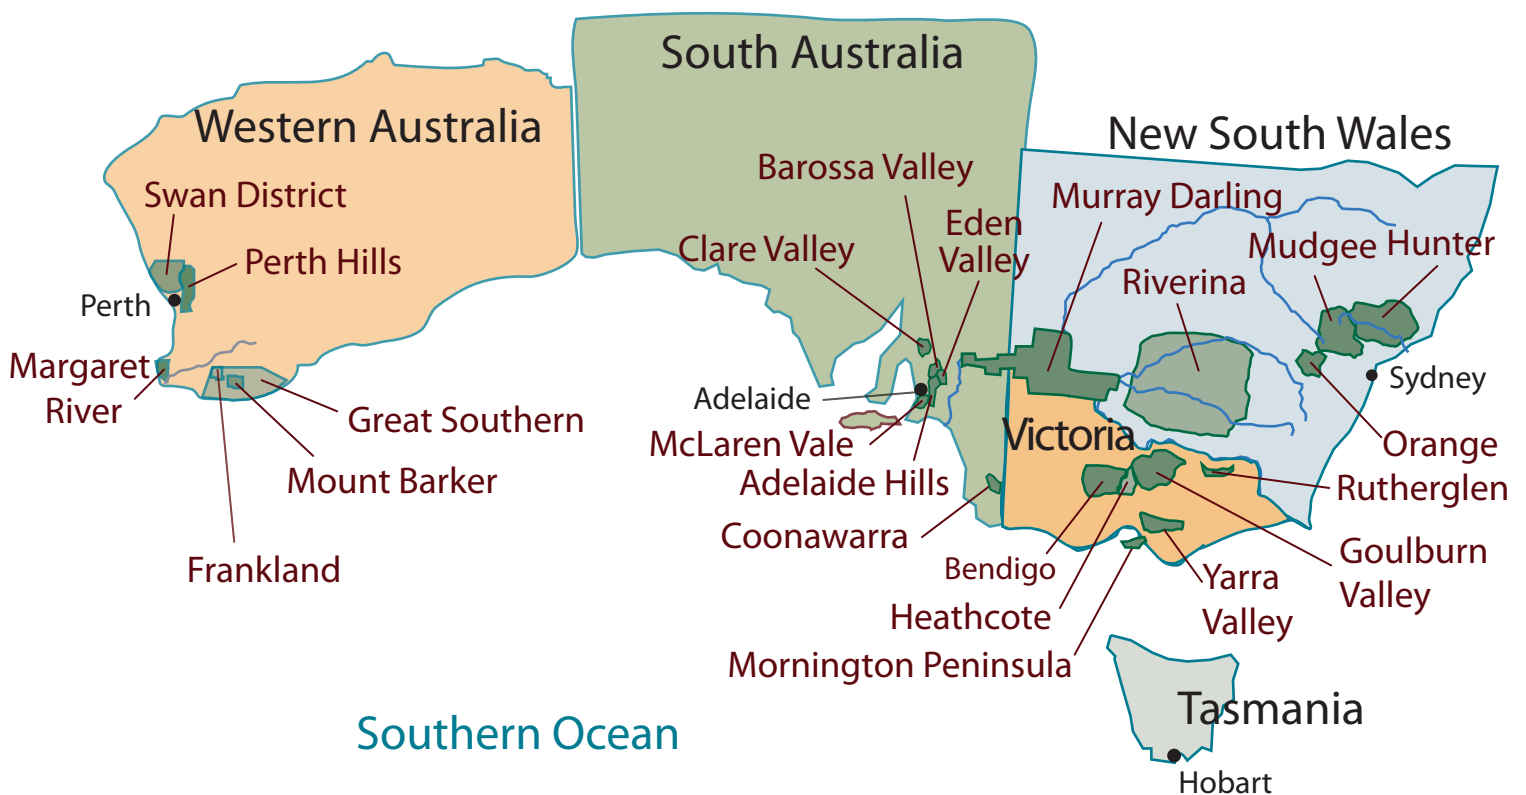 South Australia
Western Australia
New South Wales
Barossa Valley
Swan District
Murray Darling
Eden
Valley
Clare Valley
Mudgee
Hunter
Perth Hills
Riverina
Perth
Margaret
River
Adelaide
Sydney
Great Southern
McLaren Vale
Victoria
Orange
Mount Barker
Adelaide Hills
Rutherglen
Coonawarra
Frankland
Bendigo
Goulburn
Valley
Yarra
Valley
Heathcote
Mornington Peninsula
Tasmania
Southern Ocean
Hobart